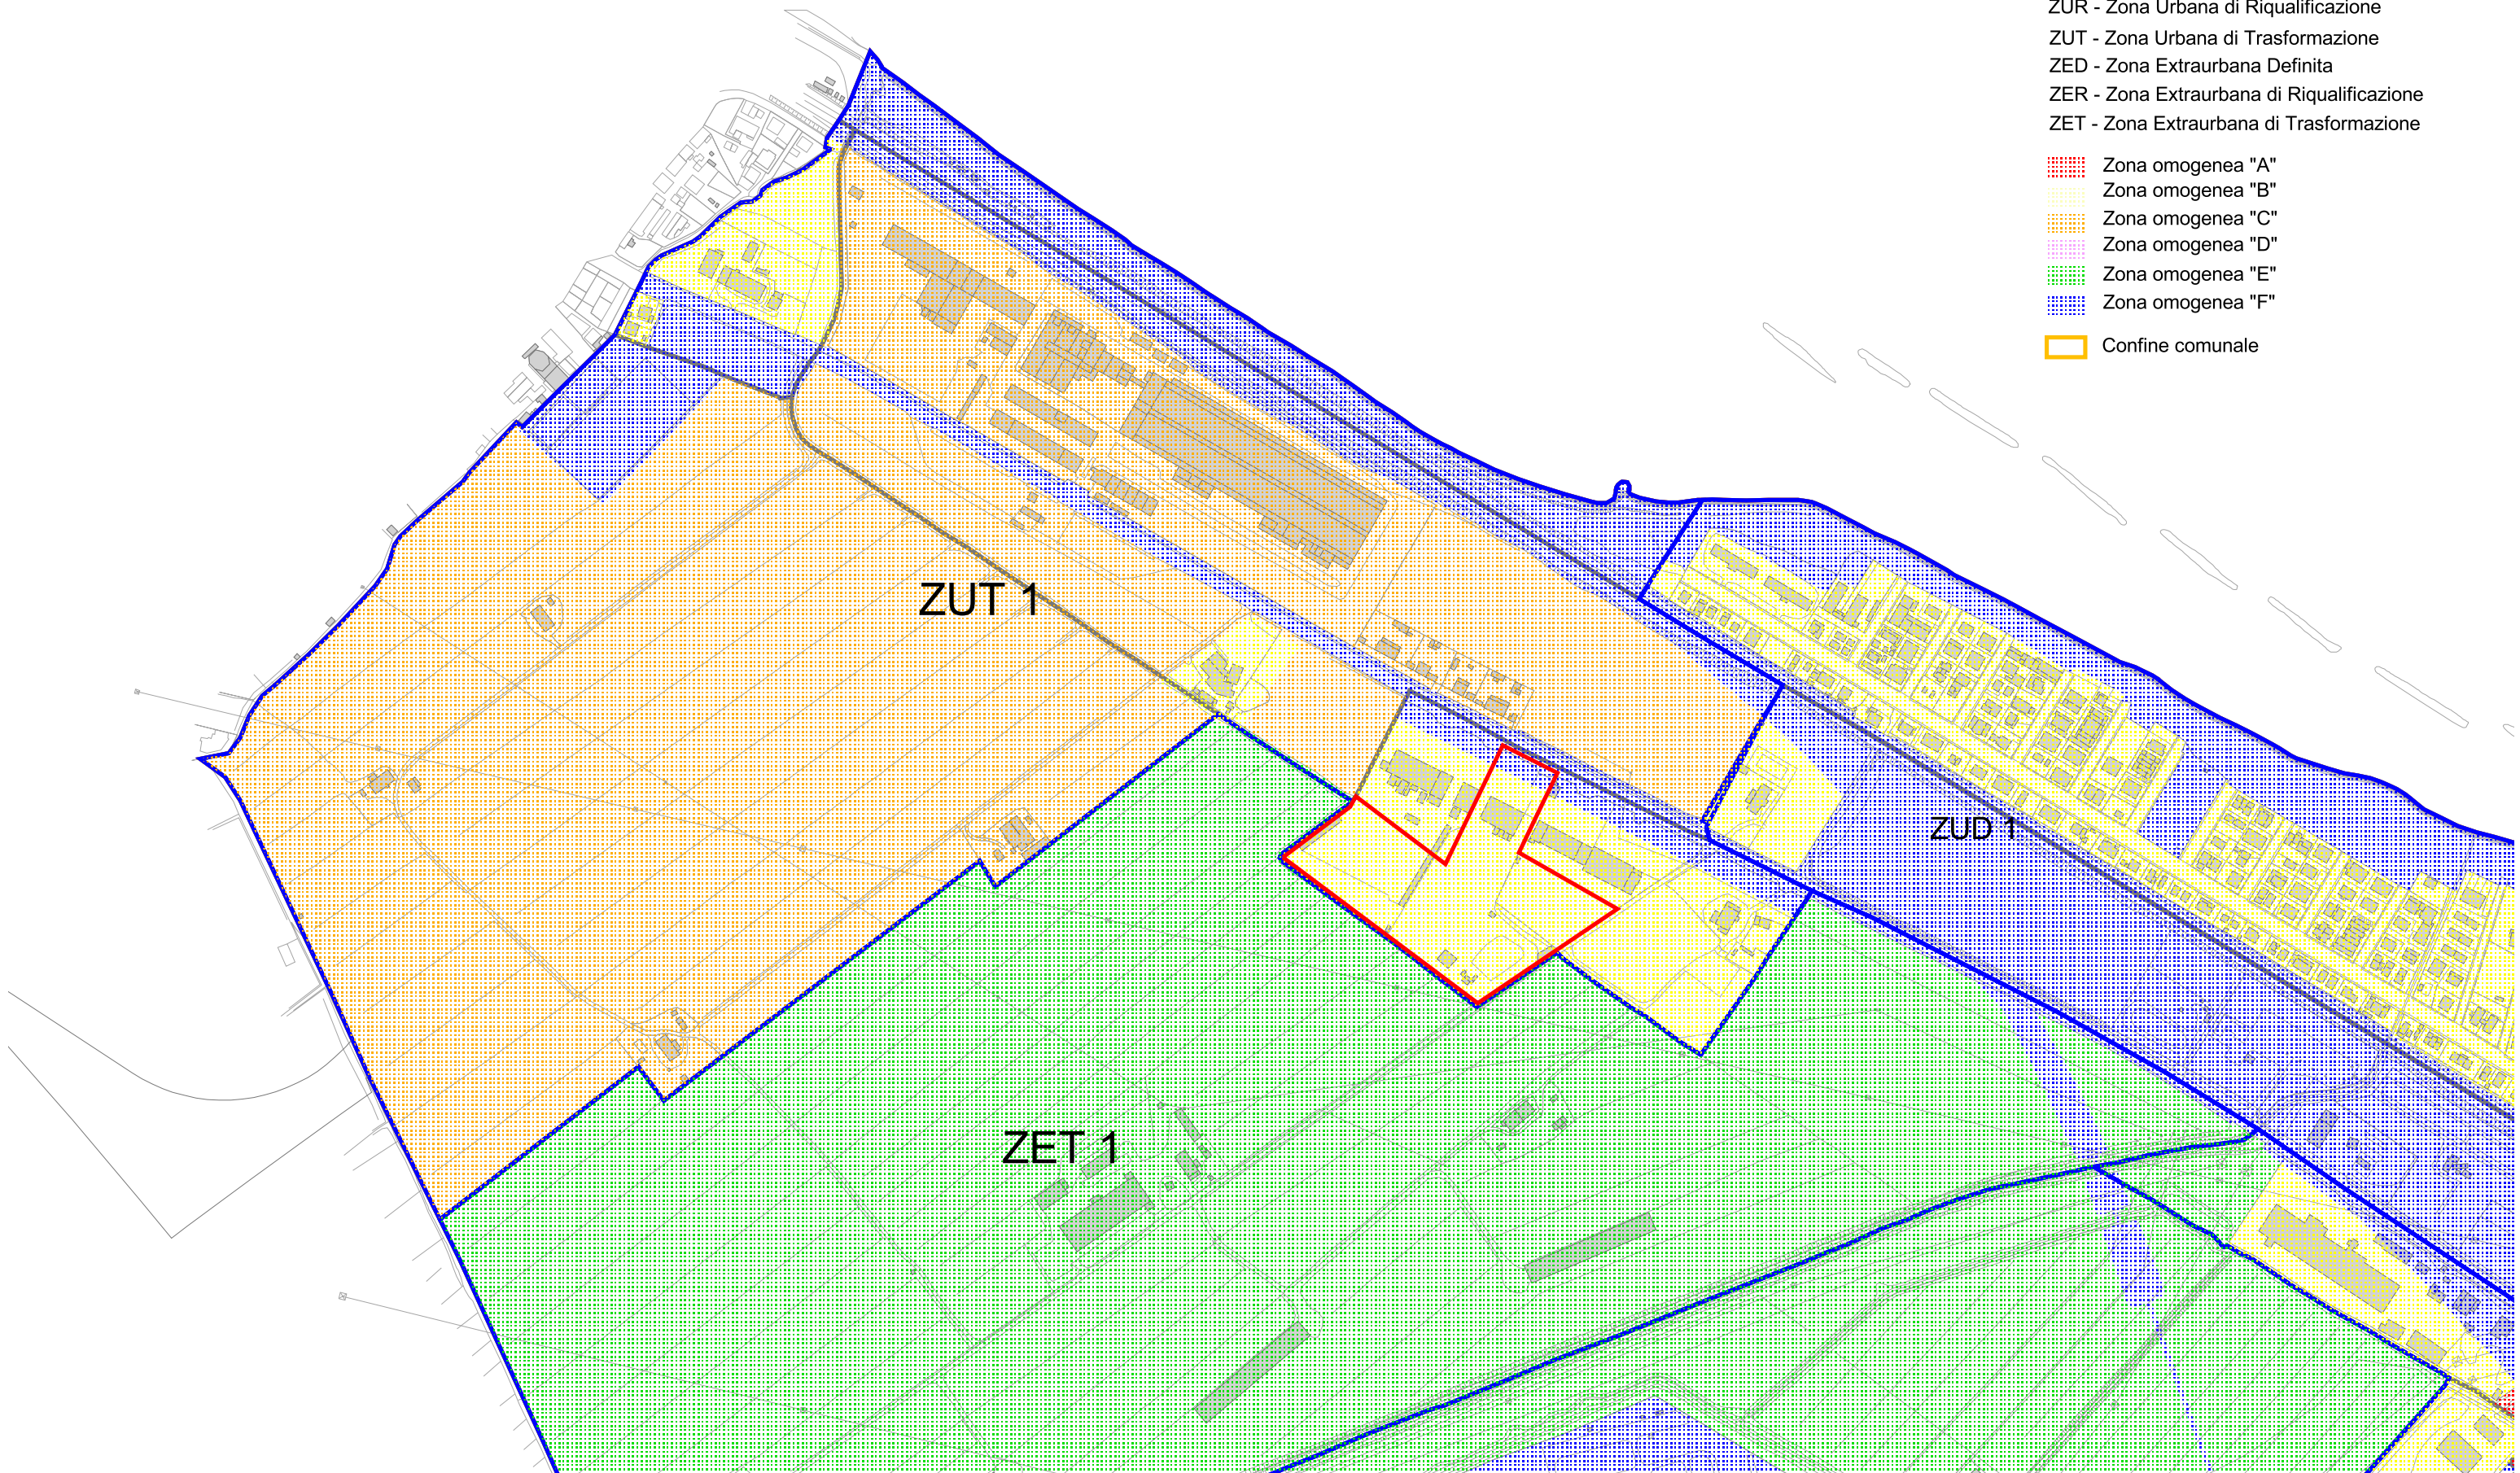 ZUR - Zona Urbana di Riqualificazione
ZUT - Zona Urbana di Trasformazione
ZED - Zona Extraurbana Definita
ZER - Zona Extraurbana di Riqualificazione
ZET - Zona Extraurbana di Trasformazione
Zona omogenea "A"
Zona omogenea "B"
Zona omogenea "C"
Zona omogenea "D"
Zona omogenea "E"
Zona omogenea "F"
Confine comunale
ZUT 1
ZUD 1
ZET 1